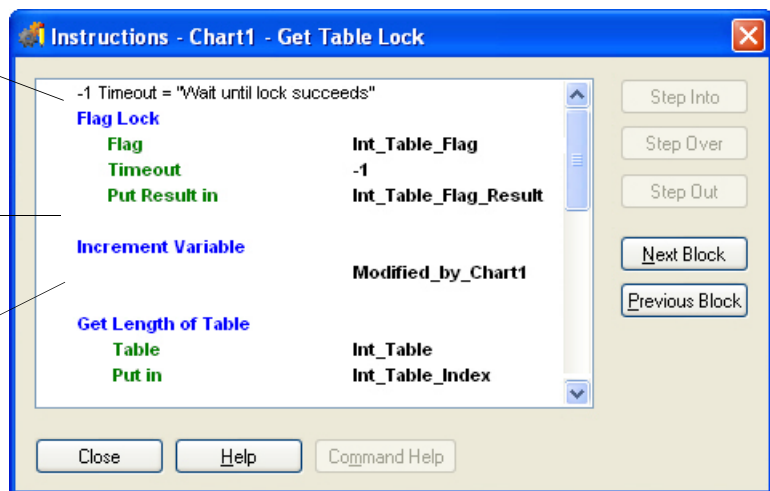 Instructions - Chart1 - Get Table Lock
-1 Timeout = "Wait until lock succeeds"
Flag Lock
Flag Int_Table_Flag
Timeout -1
Put Result in Int_Table_Flag_Result
Increment Variable
Modified_by_Chart1
Get Length of Table
Table Int_Table
Put in Int_Table_Index
Step Into
Step Over
Step Out
Next Block
Previous Block
Close Help Command Help